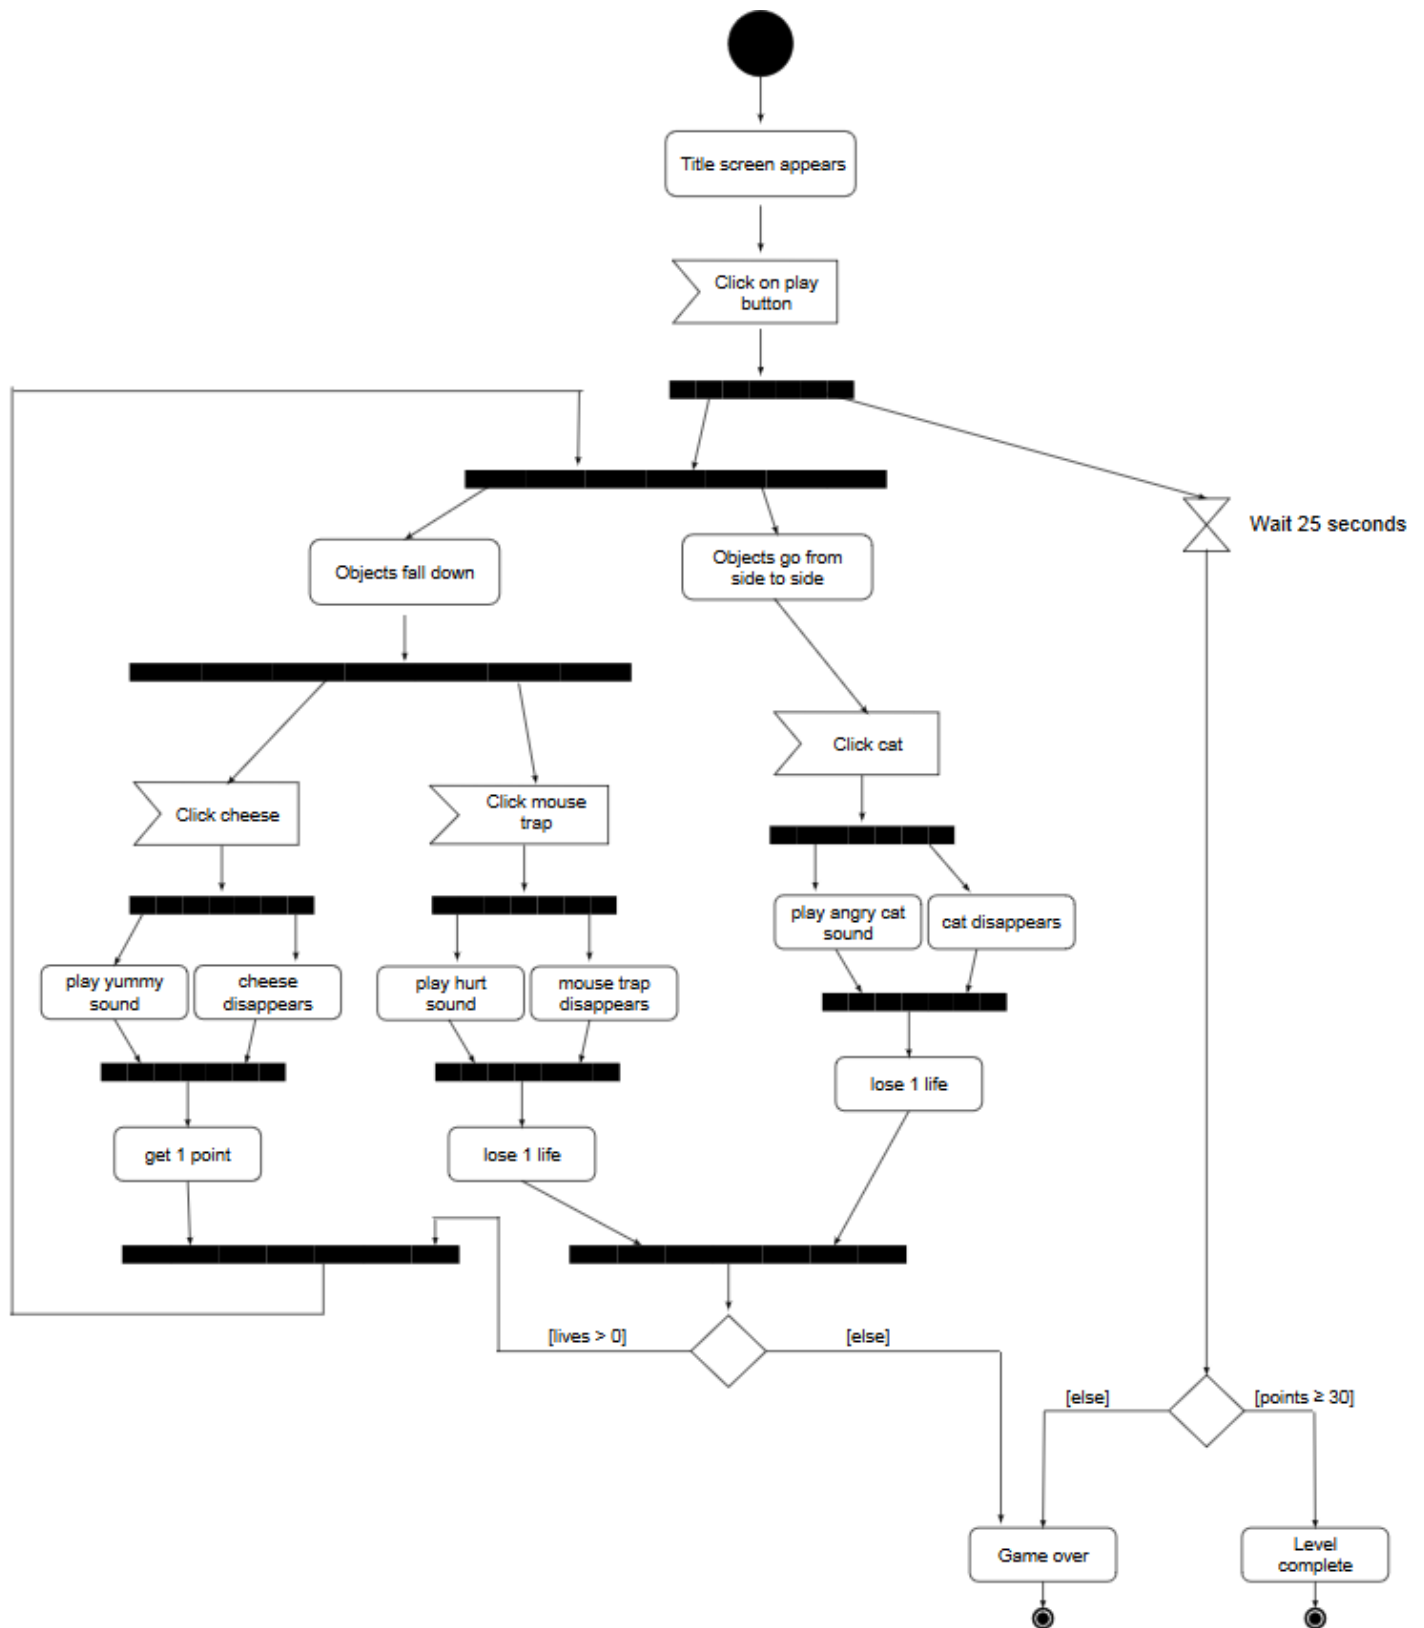 Title screen appears
Click on play
button
Wait 25 seconds
Objects fall down
Objects go from
side to side
Click cat
Click cheese
Click mouse
trap
play angry cat
sound
cat disappears
play yummy
sound
cheese
disappears
play hurt
sound
mouse trap
disappears
lose 1 life
get 1 point
lose 1 life
[lives > 0]
[else]
[else]
[points ≥ 30]
Game over
Level
complete